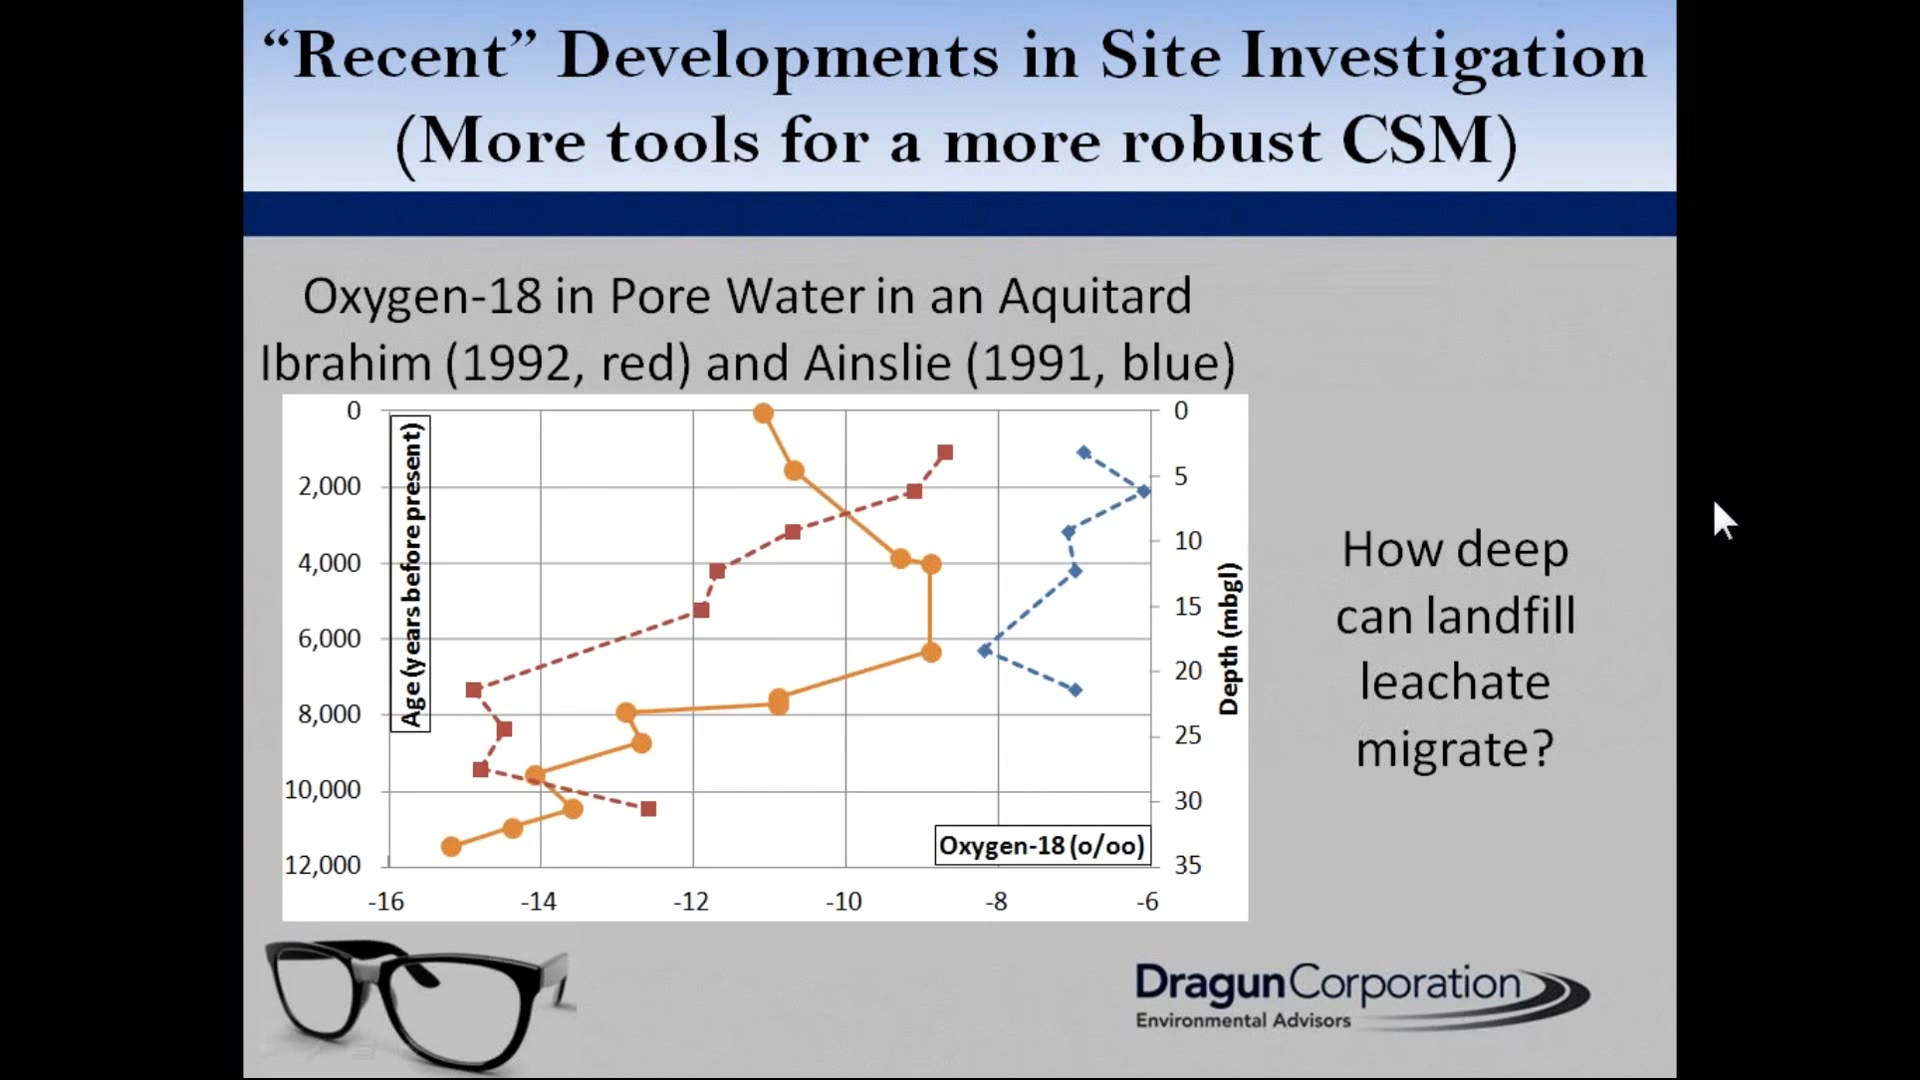 “Recent” Developments in Site Investigation
(More tools for a more robust CSM)
Oxygen-18 in Pore Water in an Aquitard
Ibrahim (1992, red) and Ainslie (1991, blue)
0
2,000
4,000
6,000
8,000
10,000
12,000
Age (years before present)
0
5
10
15
20
25
30
35
Depth (mbgl)
Oxygen-18 (o/oo)
-16 -14 -12 -10 -8 -6
How deep
can landfill
leachate
migrate?
DragunCorporation
Environmental Advisors